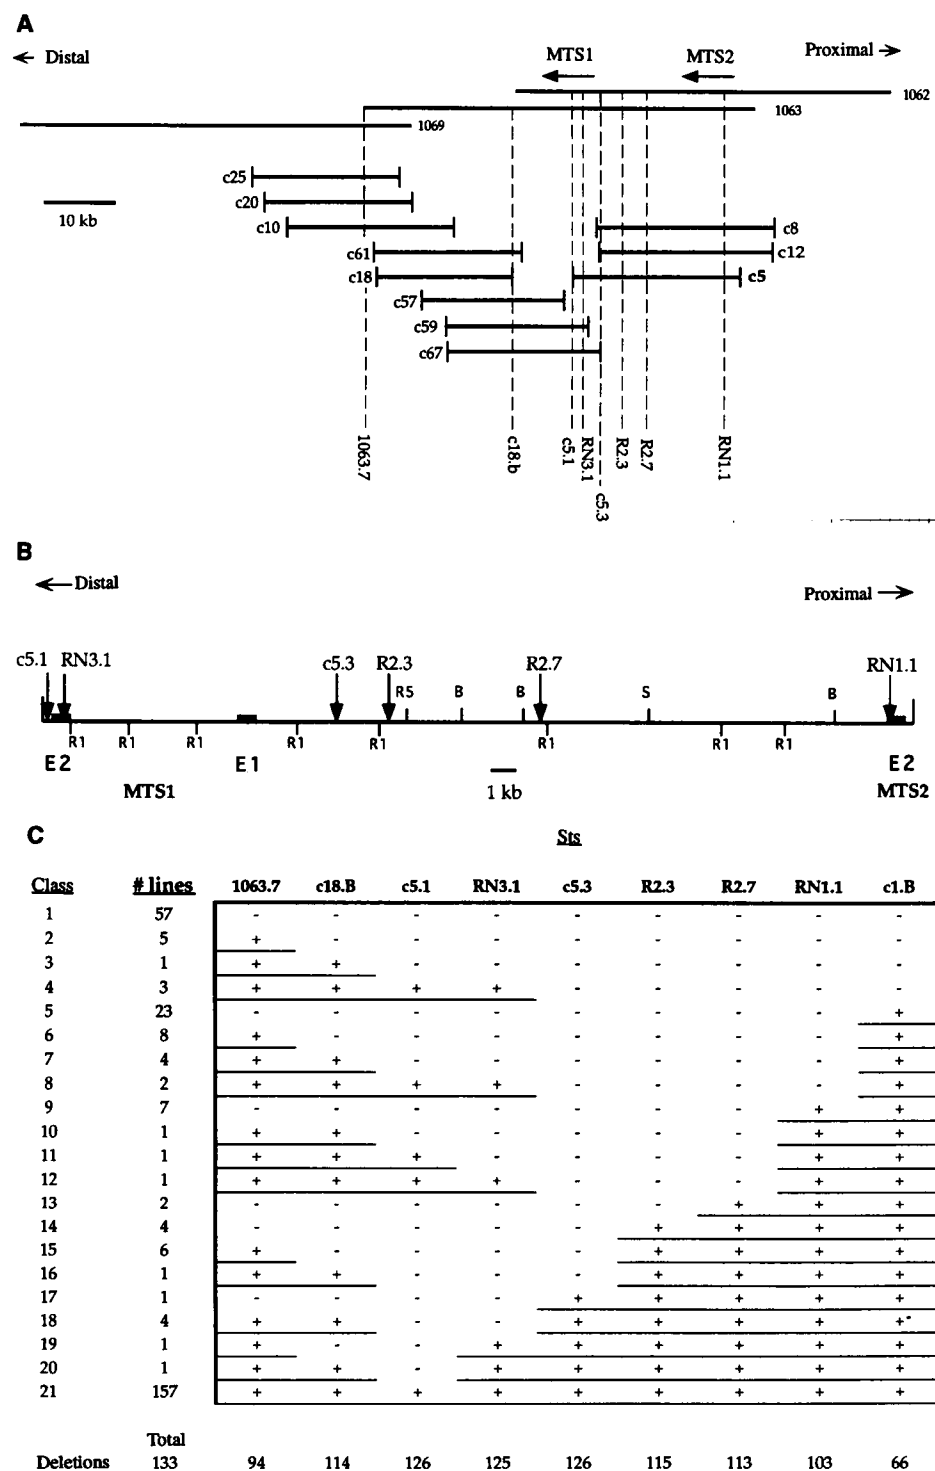 A
← Distal
MTS1
MTS2
Proximal →
1062
1063
1069
c25
c20
10 kb
c10
c8
c61
c12
c18
c5
c57
c59
c67
1063.7
c18.b
c5.1
RN3.1
c5.3
R2.3
R2.7
RN1.1
B
← Distal
Proximal →
c5.1 RN3.1 c5.3 R2.3 R2.7 RN1.1
RS B B S B
R1 R1 R1 R1 R1 R1 R1 R1
E2 E1 E2
MTS1 1 kb MTS2
C
Sts
Class # lines 1063.7 c18.B c5.1 RN3.1 c5.3 R2.3 R2.7 RN1.1 c1.B
1 57 - - - - - - - - -
2 5 + - - - - - - - -
3 1 + + - - - - - - -
4 3 + + + + - - - - -
5 23 - - - - - - - - +
6 8 + - - - - - - - +
7 4 + + - - - - - - +
8 2 + + + + - - - - +
9 7 - - - - - - - + +
10 1 + + - - - - - + +
11 1 + + + - - - - + +
12 1 + + + + - - - + +
13 2 - - - - - - + + +
14 4 - - - - - + + + +
15 6 + - - - - + + + +
16 1 + + - - - + + + +
17 1 - - - - + + + + +
18 4 + + - - + + + + +
19 1 + - - + + + + + +
20 1 + + - + + + + + +
21 157 + + + + + + + + +
Total
Deletions 133 94 114 126 125 126 115 113 103 66